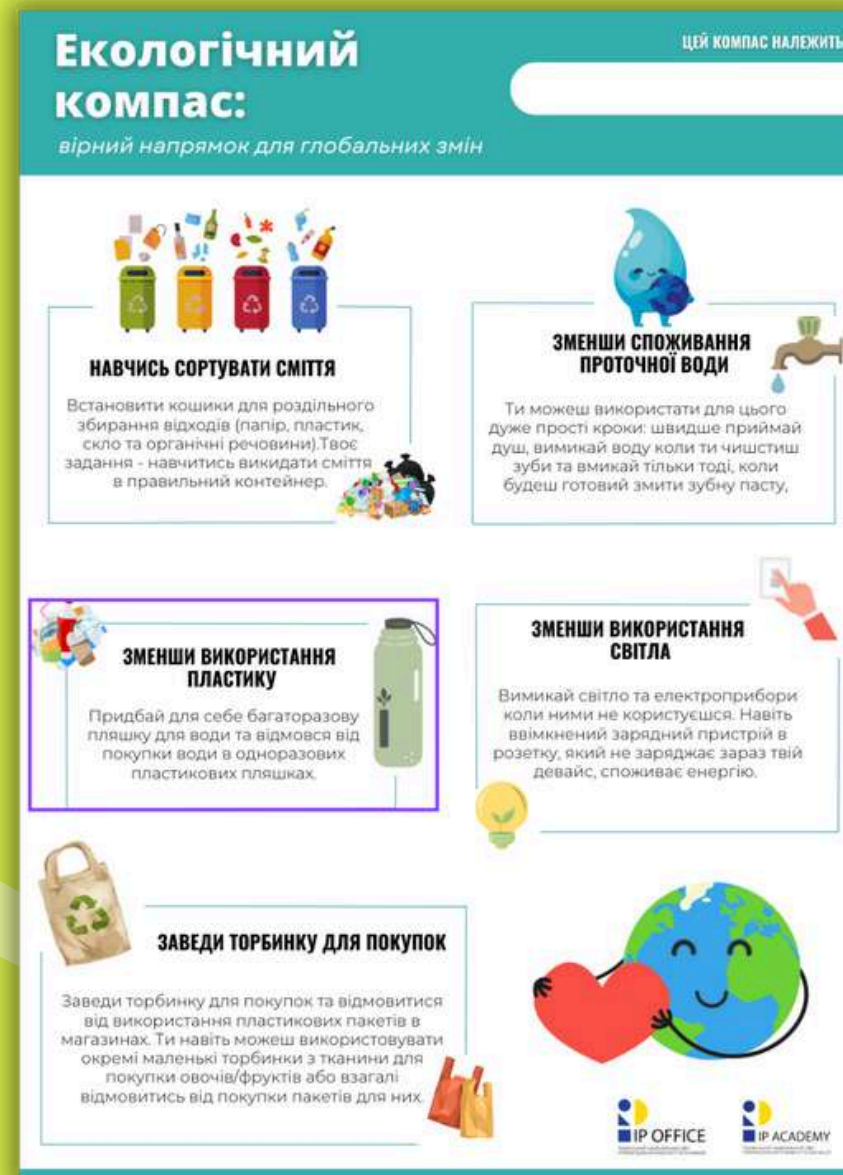 Екологічний
компас:
вірний напрямок для глобальних змін
ЦЕЙ КОМПАС НАЛЕЖИТЬ
НАВЧИСЬ СОРТУВАТИ СМІТТЯ
Встановити кошики для роздільного
збирання відходів (папір, пластик,
скло та органічні речовини).Твоє
задання - навчитись викидати сміття
в правильний контейнер.
ЗМЕНШИ СПОЖИВАННЯ
ПРОТОЧНОЇ ВОДИ
Ти можеш використати для цього
дуже прості кроки: швидше приймай
душ, вимикай воду коли ти чишстиш
зуби та вмикай тільки тоді, коли
будеш готовий змити зубну пасту,
ЗМЕНШИ ВИКОРИСТАННЯ
ПЛАСТИКУ
Придбай для себе багаторазову
пляшку для води та відмовся від
покупки води в одноразових
пластикових пляшках.
ЗМЕНШИ ВИКОРИСТАННЯ
СВІТЛА
Вимикай світло та електроприбори
коли ними не користуєшся. Навіть
ввімкнений зарядний пристрій в
розетку, який не заряджає зараз твій
девайс, споживає енергію.
ЗАВЕДИ ТОРБИНКУ ДЛЯ ПОКУПОК
Заведи торбинку для покупок та відмовитися
від використання пластикових пакетів в
магазинах. Ти навіть можеш використовувати
окремі маленькі торбинки з тканини для
покупки овочів/фруктів або взагалі
відмовитись від покупки пакетів для них.
IP OFFICE
IP ACADEMY